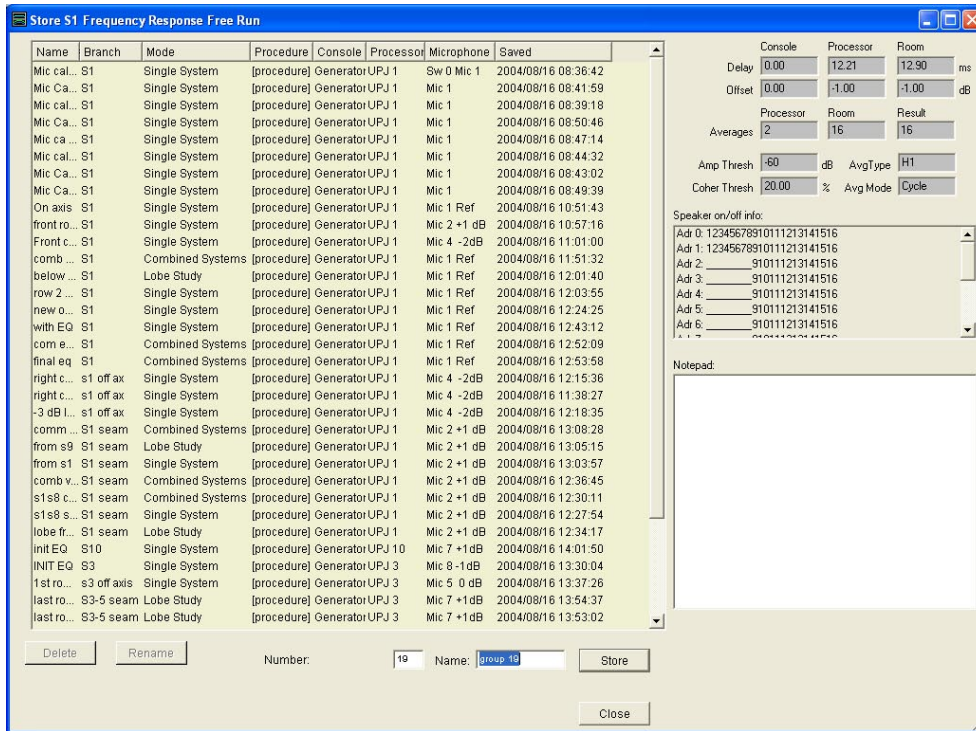 Store S1 Frequency Response Free Run
Name Branch Mode Procedure Console Processor Microphone Saved
Mic cal... S1 Single System [procedure] Generator UPJ 1 Sw 0 Mic 1 2004/08/16 08:36:42
Mic Ca... S1 Single System [procedure] Generator UPJ 1 Mic 1 2004/08/16 08:41:59
Mic cal... S1 Single System [procedure] Generator UPJ 1 Mic 1 2004/08/16 08:39:18
Mic Ca... S1 Single System [procedure] Generator UPJ 1 Mic 1 2004/08/16 08:50:46
Mic ca ... S1 Single System [procedure] Generator UPJ 1 Mic 1 2004/08/16 08:47:14
Mic cal... S1 Single System [procedure] Generator UPJ 1 Mic 1 2004/08/16 08:44:32
Mic Ca... S1 Single System [procedure] Generator UPJ 1 Mic 1 2004/08/16 08:43:02
Mic Ca... S1 Single System [procedure] Generator UPJ 1 Mic 1 2004/08/16 08:49:39
On axis S1 Single System [procedure] Generator UPJ 1 Mic 1 Ref 2004/08/16 10:51:43
front ro... S1 Single System [procedure] Generator UPJ 1 Mic 2 +1 dB 2004/08/16 10:57:16
Front c... S1 Single System [procedure] Generator UPJ 1 Mic 4 -2dB 2004/08/16 11:01:00
comb ... S1 Combined Systems [procedure] Generator UPJ 1 Mic 1 Ref 2004/08/16 11:51:32
below ... S1 Lobe Study [procedure] Generator UPJ 1 Mic 1 Ref 2004/08/16 12:01:40
row 2 ... S1 Single System [procedure] Generator UPJ 1 Mic 1 Ref 2004/08/16 12:03:55
new o... S1 Single System [procedure] Generator UPJ 1 Mic 1 Ref 2004/08/16 12:24:25
with EQ S1 Single System [procedure] Generator UPJ 1 Mic 1 Ref 2004/08/16 12:43:12
com e... S1 Combined Systems [procedure] Generator UPJ 1 Mic 1 Ref 2004/08/16 12:52:09
final eq S1 Combined Systems [procedure] Generator UPJ 1 Mic 1 Ref 2004/08/16 12:53:58
right c... s1 off ax Single System [procedure] Generator UPJ 1 Mic 4 -2dB 2004/08/16 12:15:36
right c... s1 off ax Single System [procedure] Generator UPJ 1 Mic 4 -2dB 2004/08/16 11:38:27
-3 dB l... s1 off ax Single System [procedure] Generator UPJ 1 Mic 4 -2dB 2004/08/16 12:18:35
comm ... S1 seam Combined Systems [procedure] Generator UPJ 1 Mic 2 +1 dB 2004/08/16 13:08:28
from s9 S1 seam Lobe Study [procedure] Generator UPJ 1 Mic 2 +1 dB 2004/08/16 13:05:15
from s1 S1 seam Single System [procedure] Generator UPJ 1 Mic 2 +1 dB 2004/08/16 13:03:57
comb v... S1 seam Combined Systems [procedure] Generator UPJ 1 Mic 2 +1 dB 2004/08/16 12:36:45
s1s8 c... S1 seam Combined Systems [procedure] Generator UPJ 1 Mic 2 +1 dB 2004/08/16 12:30:11
s1s8 s... S1 seam Single System [procedure] Generator UPJ 1 Mic 2 +1 dB 2004/08/16 12:27:54
lobe fr... S1 seam Lobe Study [procedure] Generator UPJ 1 Mic 2 +1 dB 2004/08/16 12:34:17
init EQ S10 Single System [procedure] Generator UPJ 10 Mic 7 +1dB 2004/08/16 14:01:50
INIT EQ S3 Single System [procedure] Generator UPJ 3 Mic 8 -1dB 2004/08/16 13:30:04
1st ro... s3 off axis Single System [procedure] Generator UPJ 3 Mic 5 0 dB 2004/08/16 13:37:26
last ro... S3-5 seam Lobe Study [procedure] Generator UPJ 3 Mic 7 +1dB 2004/08/16 13:54:37
last ro... S3-5 seam Lobe Study [procedure] Generator UPJ 3 Mic 7 +1dB 2004/08/16 13:53:02
Delete Rename Number: 19 Name: group 19 Store
Close
Console Processor Room
Delay 0.00 12.21 12.90 ms
Offset 0.00 -1.00 -1.00 dB
Processor Room Result
Averages 2 16 16
Amp Thresh -60 dB AvgType H1
Coher Thresh 20.00 % Avg Mode Cycle
Speaker on/off info:
Adr 0: 12345678910111213141516
Adr 1: 12345678910111213141516
Adr 2: ________910111213141516
Adr 3: ________910111213141516
Adr 4: ________910111213141516
Adr 5: ________910111213141516
Adr 6: ________910111213141516
Notepad: